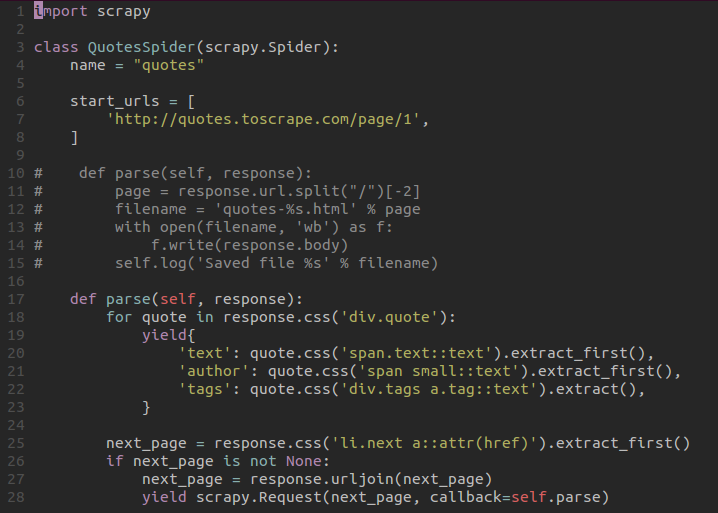 1 import scrapy
2
3 class QuotesSpider(scrapy.Spider):
4     name = "quotes"
5
6     start_urls = [
7         'http://quotes.toscrape.com/page/1',
8     ]
9
10 #    def parse(self, response):
11 #        page = response.url.split("/")[-2]
12 #        filename = 'quotes-%s.html' % page
13 #        with open(filename, 'wb') as f:
14 #            f.write(response.body)
15 #        self.log('Saved file %s' % filename)
16
17     def parse(self, response):
18         for quote in response.css('div.quote'):
19             yield{
20                 'text': quote.css('span.text::text').extract_first(),
21                 'author': quote.css('span small::text').extract_first(),
22                 'tags': quote.css('div.tags a.tag::text').extract(),
23             }
24
25         next_page = response.css('li.next a::attr(href)').extract_first()
26         if next_page is not None:
27             next_page = response.urljoin(next_page)
28             yield scrapy.Request(next_page, callback=self.parse)